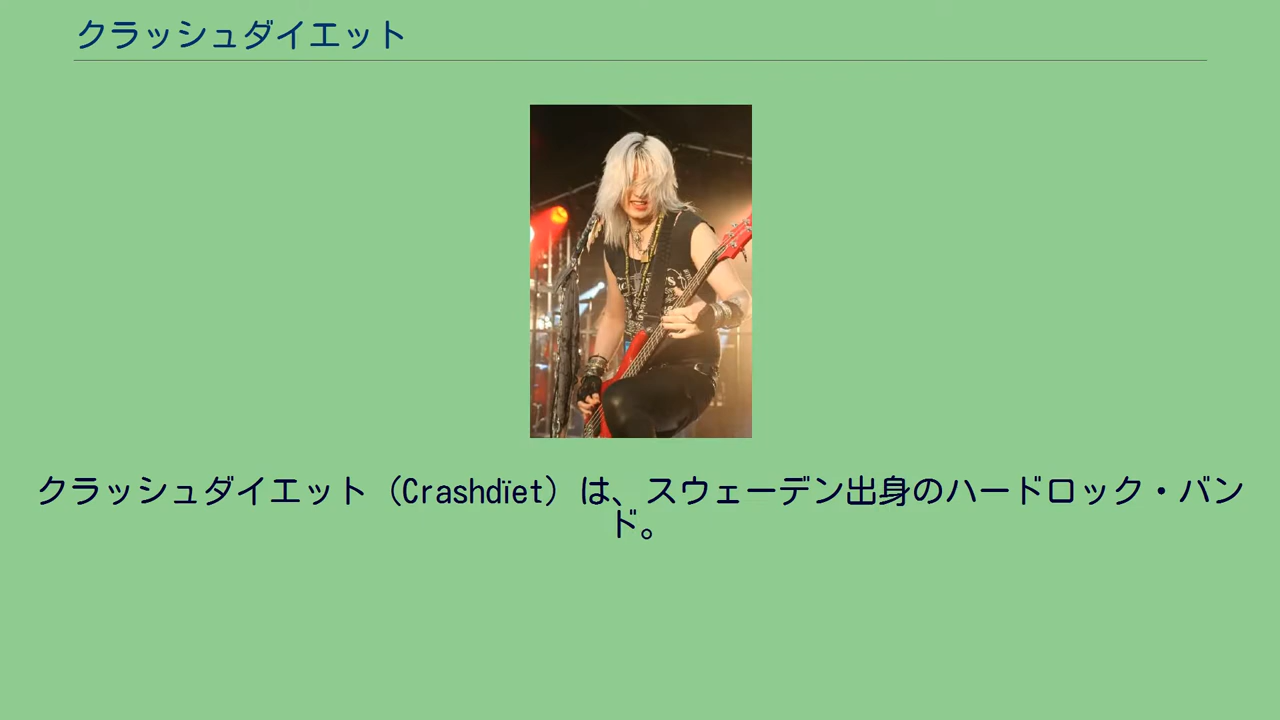 クラッシュダイエット
クラッシュダイエット（Crashdïet）は、スウェーデン出身のハードロック・バン
ド。